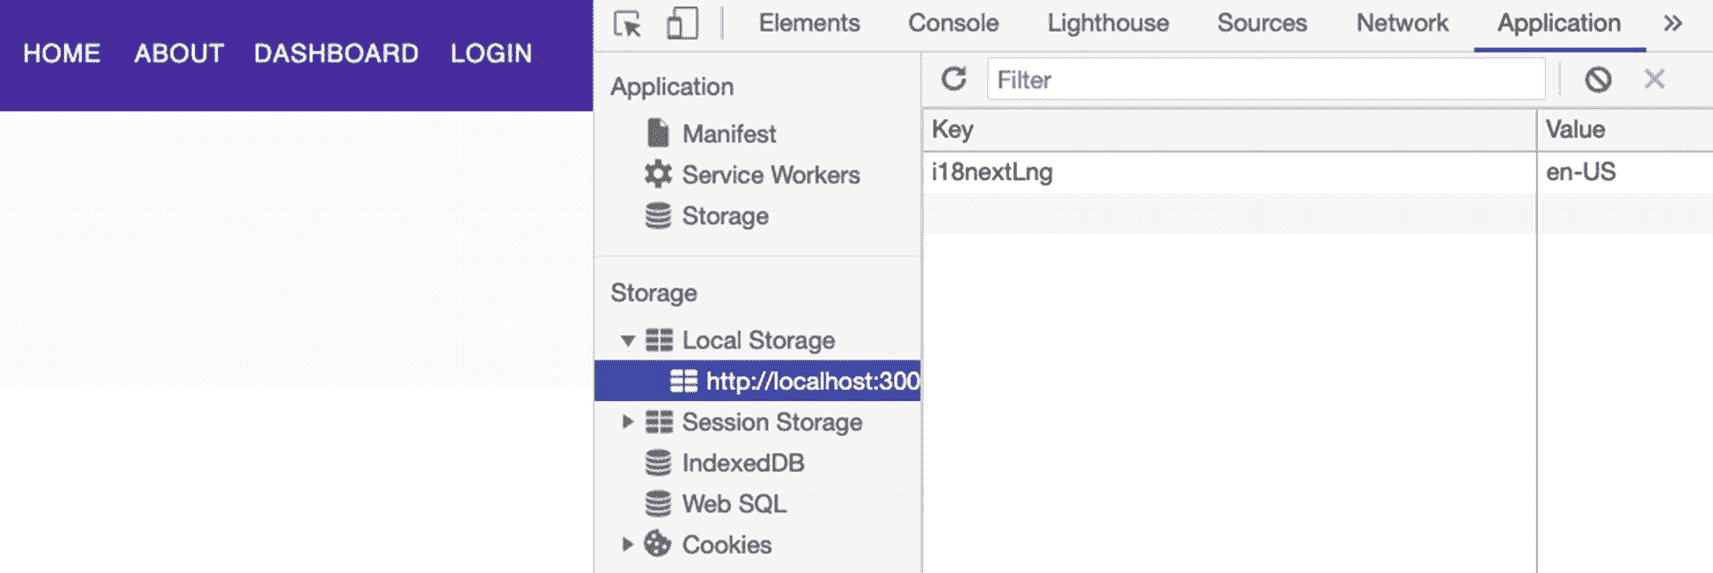 HOME ABOUT DASHBOARD LOGIN
Elements Console Lighthouse Sources Network Application »
Application
Manifest
Service Workers
Storage
Storage
Local Storage
http://localhost:300
Session Storage
IndexedDB
Web SQL
Cookies
Filter
Key Value
i18nextLng en-US